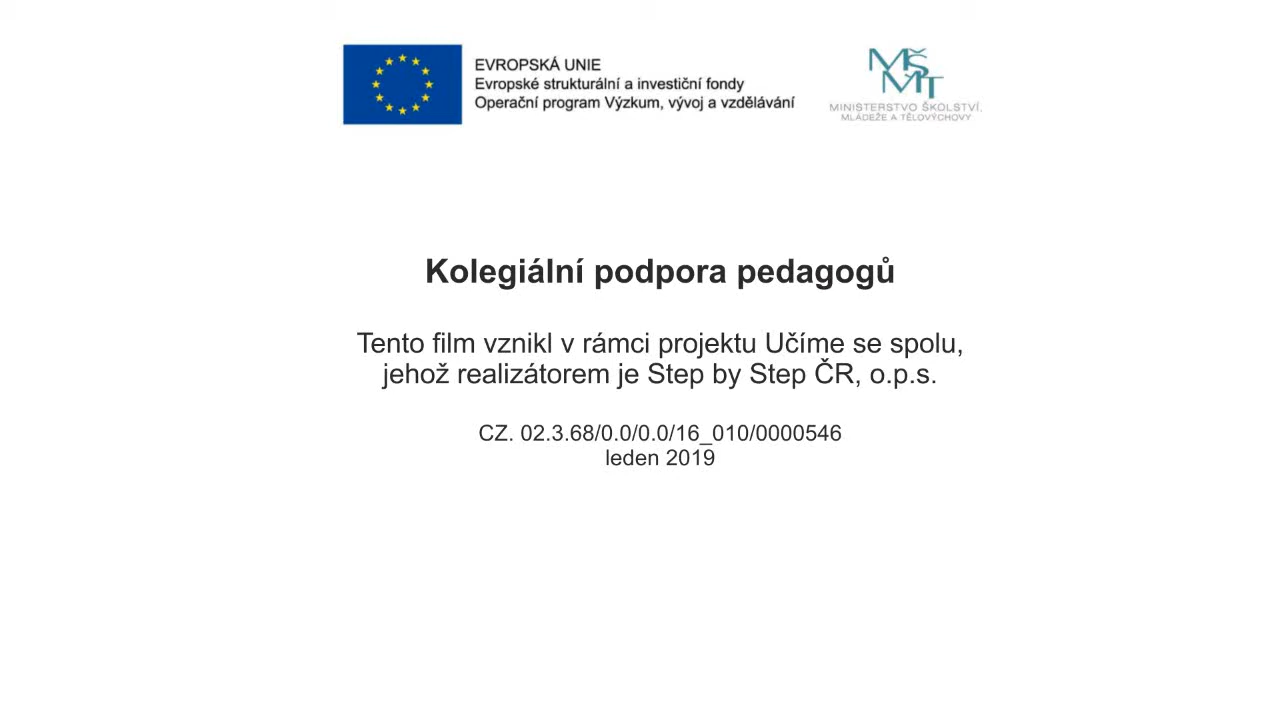 EVROPSKÁ UNIE
Evropské strukturální a investiční fondy
Operační program Výzkum, vývoj a vzdělávání
MŠMT
MINISTERSTVO ŠKOLSTVÍ,
MLÁDEŽE A TĚLOVÝCHOVY
Kolegiální podpora pedagogů
Tento film vznikl v rámci projektu Učíme se spolu,
jehož realizátorem je Step by Step ČR, o.p.s.
CZ. 02.3.68/0.0/0.0/16_010/0000546
leden 2019